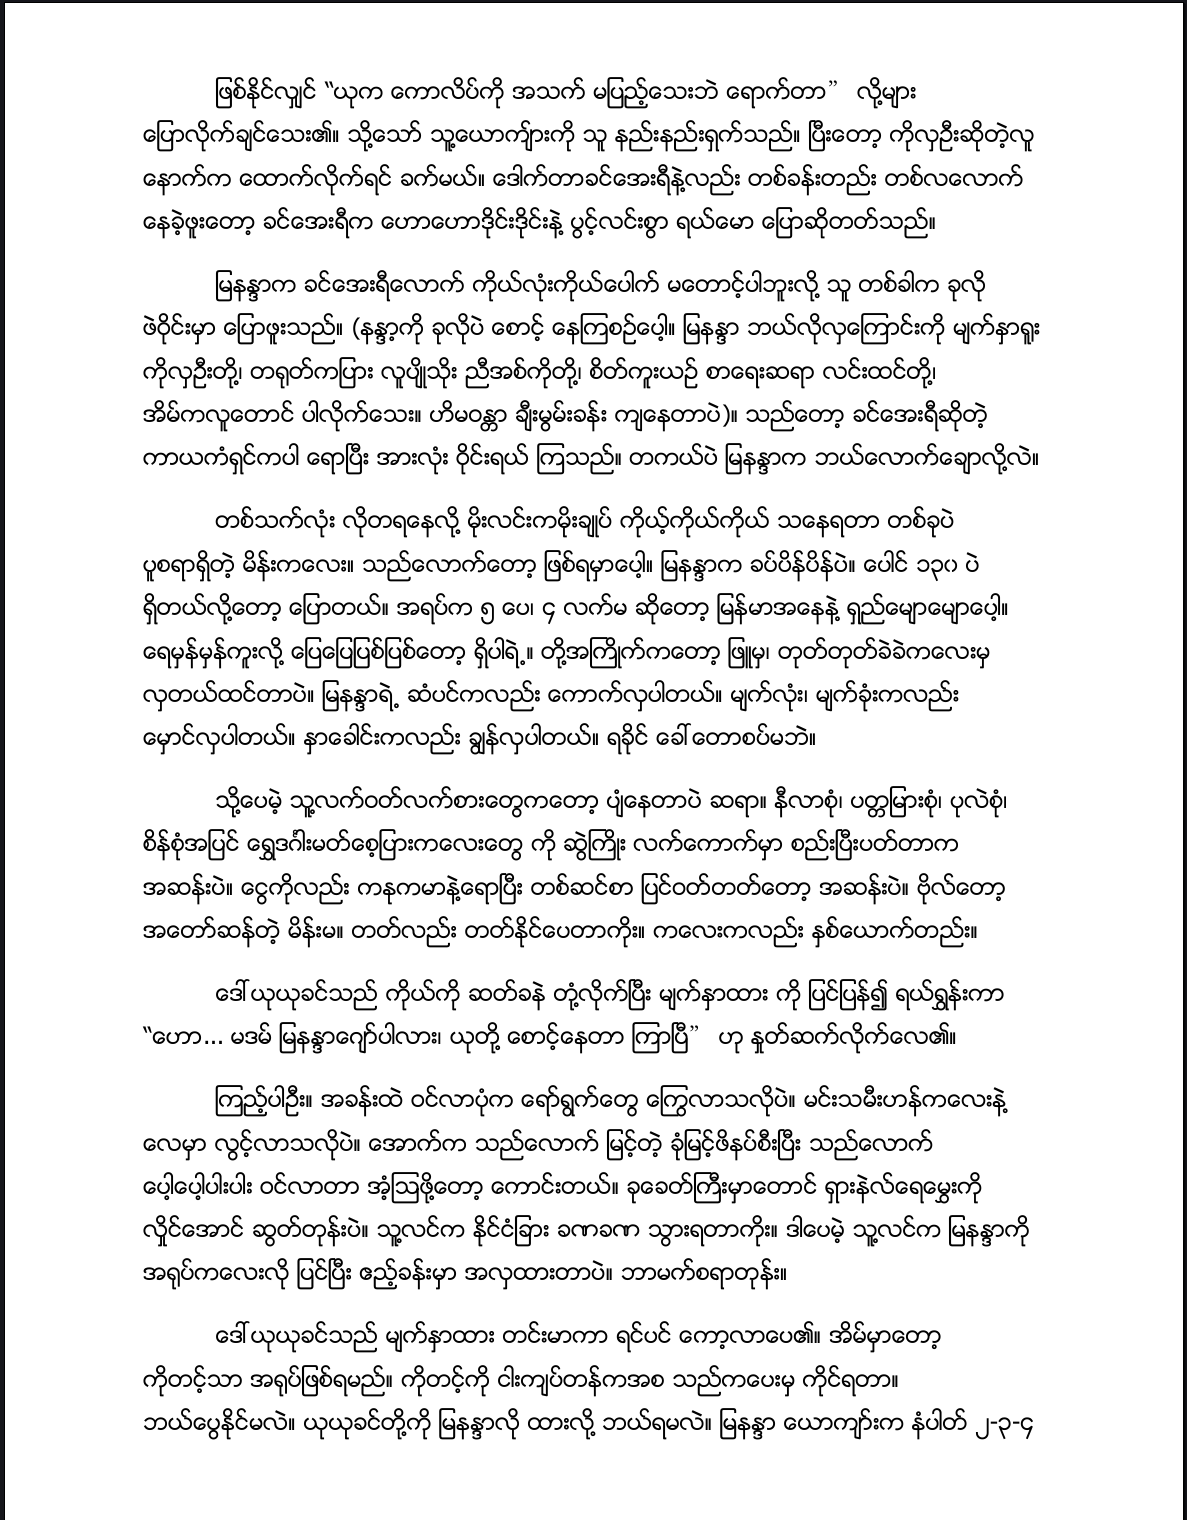 ဖြစ်နိုင်လျှင် “ယုက ကောလိပ်ကို အသက် မပြည့်သေးဘဲ ရောက်တာ” လို့များ
ပြောလိုက်ချင်သေး၏။ သို့သော် သူ့ယောက်ျားကို သူ နည်းနည်းရှက်သည်။ ပြီးတော့ ကိုလှဦးဆိုတဲ့လူ
နောက်က ထောက်လိုက်ရင် ခက်မယ်။ ဒေါက်တာခင်အေးရီနဲ့လည်း တစ်ခန်းတည်း တစ်လလောက်
နေခဲ့ဖူးတော့ ခင်အေးရီက ဟောဟောဒိုင်းဒိုင်းနဲ့ ပွင့်လင်းစွာ ရယ်မော ပြောဆိုတတ်သည်။
မြနန္ဒာက ခင်အေးရီလောက် ကိုယ်လုံးကိုယ်ပေါက် မတောင့်ပါဘူးလို့ သူ တစ်ခါက ခုလို
ဖဲဝိုင်းမှာ ပြောဖူးသည်။ (နန္ဒာ့ကို ခုလိုပဲ စောင့် နေကြစဉ်ပေါ့။ မြနန္ဒာ ဘယ်လိုလှကြောင်းကို မျက်နှာရူး
ကိုလှဦးတို့၊ တရုတ်ကပြား လူပျိုသိုး ညီအစ်ကိုတို့၊ စိတ်ကူးယဉ် စာရေးဆရာ လင်းထင်တို့၊
အိမ်ကလူတောင် ပါလိုက်သေး။ ဟိမဝန္တာ ချီးမွမ်းခန်း ကျနေတာပဲ)။ သည်တော့ ခင်အေးရီဆိုတဲ့
ကာယကံရှင်ကပါ ရောပြီး အားလုံး ဝိုင်းရယ် ကြသည်။ တကယ်ပဲ မြနန္ဒာက ဘယ်လောက်ချောလို့လဲ။
တစ်သက်လုံး လိုတရနေလို့ မိုးလင်းကမိုးချုပ် ကိုယ့်ကိုယ်ကိုယ် သနေရတာ တစ်ခုပဲ
ပူစရာရှိတဲ့ မိန်းကလေး။ သည်လောက်တော့ ဖြစ်ရမှာပေါ့။ မြနန္ဒာက ခပ်ပိန်ပိန်ပဲ။ ပေါင် ၁၃၀ ပဲ
ရှိတယ်လို့တော့ ပြောတယ်။ အရပ်က ၅ ပေ၊ ၄ လက်မ ဆိုတော့ မြန်မာအနေနဲ့ ရှည်မျောမျောပေါ့။
ရေမှန်မှန်ကူးလို့ ပြေပြေပြစ်ပြစ်တော့ ရှိပါရဲ့။ တို့အကြိုက်ကတော့ ဖြူမှ၊ တုတ်တုတ်ခဲခဲကလေးမှ
လှတယ်ထင်တာပဲ။ မြနန္ဒာရဲ့ ဆံပင်ကလည်း ကောက်လှပါတယ်။ မျက်လုံး၊ မျက်ခုံးကလည်း
မှောင်လှပါတယ်။ နှာခေါင်းကလည်း ချွန်လှပါတယ်။ ရခိုင် ခေါ်တောစပ်မဘဲ။
သို့ပေမဲ့ သူ့လက်ဝတ်လက်စားတွေကတော့ ပျံနေတာပဲ ဆရာ။ နီလာစုံ၊ ပတ္တမြားစုံ၊ ပုလဲစုံ၊
စိန်စုံအပြင် ရွှေဒင်္ဂါးမတ်စေ့ပြားကလေးတွေ ကို ဆွဲကြိုး လက်ကောက်မှာ စည်းပြီးပတ်တာက
အဆန်းပဲ။ ငွေကိုလည်း ကနုကမာနဲ့ရောပြီး တစ်ဆင်စာ ပြင်ဝတ်တတ်တော့ အဆန်းပဲ။ ဗိုလ်တော့
အတော်ဆန်တဲ့ မိန်းမ။ တတ်လည်း တတ်နိုင်ပေတာကိုး။ ကလေးကလည်း နှစ်ယောက်တည်း။
ဒေါ်ယုယုခင်သည် ကိုယ်ကို ဆတ်ခနဲ တုံ့လိုက်ပြီး မျက်နှာထား ကို ပြင်ပြန်၍ ရယ်ရွှန်းကာ
“ဟော... မဒမ် မြနန္ဒာဂျော်ပါလား၊ ယုတို့ စောင့်နေတာ ကြာပြီ” ဟု နှုတ်ဆက်လိုက်လေ၏။
ကြည့်ပါဦး။ အခန်းထဲ ဝင်လာပုံက ရော်ရွက်တွေ ကြွေလာသလိုပဲ။ မင်းသမီးဟန်ကလေးနဲ့
လေမှာ လွင့်လာသလိုပဲ။ အောက်က သည်လောက် မြင့်တဲ့ ခုံမြင့်ဖိနပ်စီးပြီး သည်လောက်
ပေါ့ပေါ့ပါးပါး ဝင်လာတာ အံ့ဩဖို့တော့ ကောင်းတယ်။ ခုခေတ်ကြီးမှာတောင် ရှားနဲလ်ရေမွှေးကို
လှိုင်အောင် ဆွတ်တုန်းပဲ။ သူ့လင်က နိုင်ငံခြား ခဏခဏ သွားရတာကိုး။ ဒါပေမဲ့ သူ့လင်က မြနန္ဒာကို
အရုပ်ကလေးလို ပြင်ပြီး ဧည့်ခန်းမှာ အလှထားတာပဲ။ ဘာမက်စရာတုန်း။
ဒေါ်ယုယုခင်သည် မျက်နှာထား တင်းမာကာ ရင်ပင် ကော့လာပေ၏။ အိမ်မှာတော့
ကိုတင့်သာ အရုပ်ဖြစ်ရမည်။ ကိုတင့်ကို ငါးကျပ်တန်ကအစ သည်ကပေးမှ ကိုင်ရတာ။
ဘယ်ပွေနိုင်မလဲ။ ယုယုခင်တို့ကို မြနန္ဒာလို ထားလို့ ဘယ်ရမလဲ။ မြနန္ဒာ ယောကျာ်းက နံပါတ် ၂-၃-၄